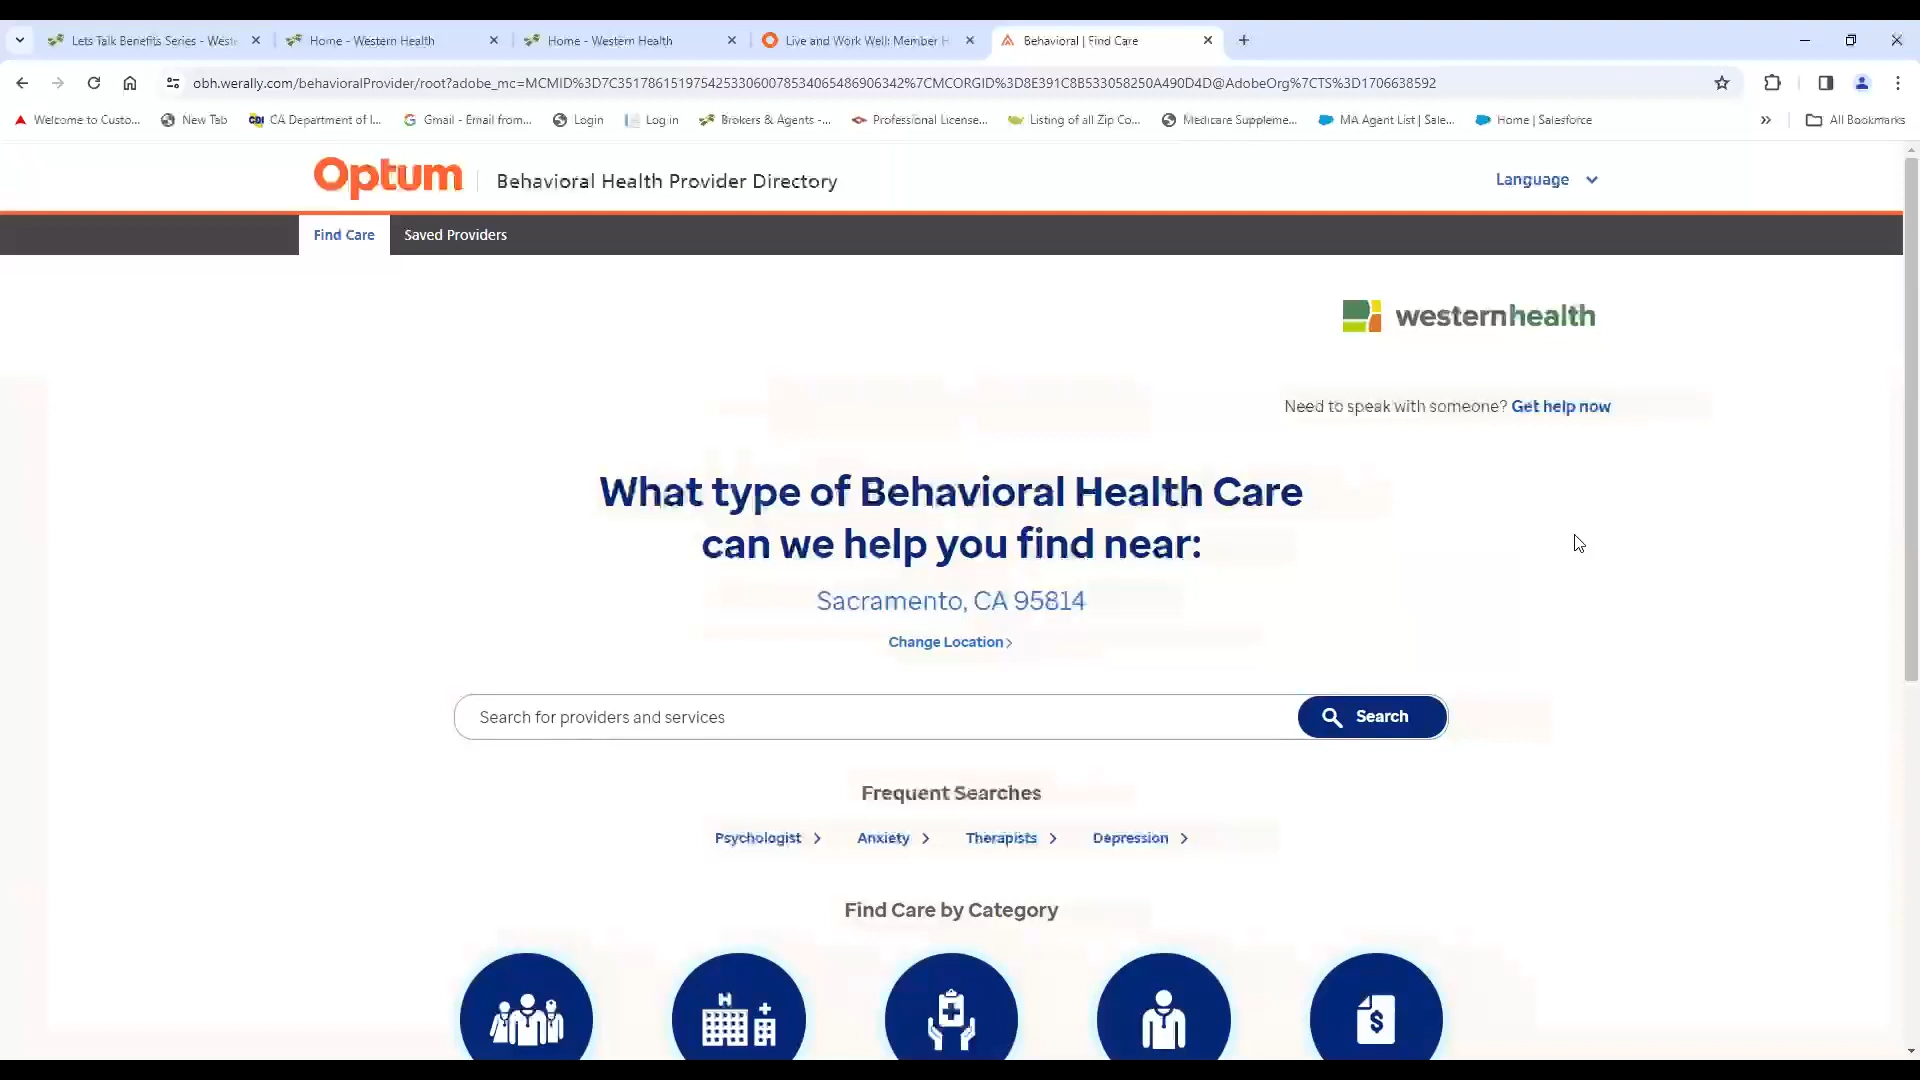 Lets Talk Benefits Series - West
Home - Western Health
Home - Western Health
Live and Work Well: Member H
Behavioral | Find Care
obh.werally.com/behavioralProvider/root?adobe_mc=MCMID%3D7C35178615197542533060078534065486906342%7CMCORGID%3D8E391C8B533058250A490D4D@AdobeOrg%7CTS%3D1706638592
Welcome to Custo...
New Tab
CA Department of I...
Gmail - Email from...
Login
Log in
Brokers & Agents -...
Professional License...
Listing of all Zip Co...
Medicare Suppleme...
MA Agent List | Sale...
Home | Salesforce
All Bookmarks
Optum
Behavioral Health Provider Directory
Language
Find Care
Saved Providers
westernhealth
Need to speak with someone? Get help now
What type of Behavioral Health Care
can we help you find near:
Sacramento, CA 95814
Change Location
Search for providers and services
Search
Frequent Searches
Psychologist
Anxiety
Therapists
Depression
Find Care by Category